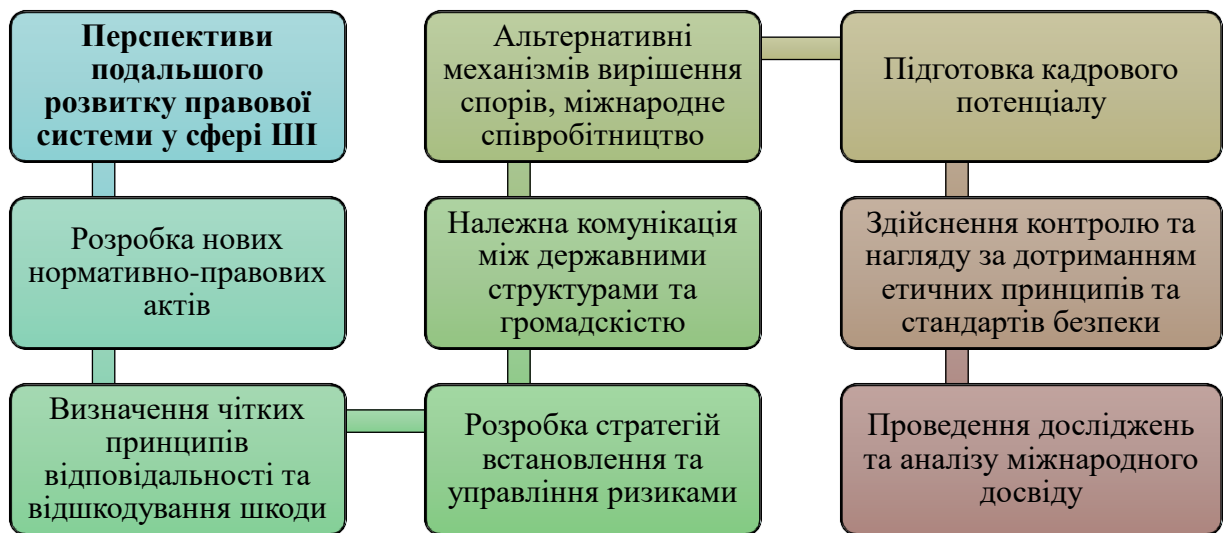 Перспективи
подальшого
розвитку правової
системи у сфері ШІ
Розробка нових
нормативно-правових
актів
Визначення чітких
принципів
відповідальності та
відшкодування шкоди
Розробка стратегій
встановлення та
управління ризиками
Належна комунікація
між державними
структурами та
громадскістю
Альтернативні
механізмів вирішення
спорів, міжнародне
співробітництво
Підготовка кадрового
потенціалу
Здійснення контролю та
нагляду за дотриманням
етичних принципів та
стандартів безпеки
Проведення досліджень
та аналізу міжнародного
досвіду